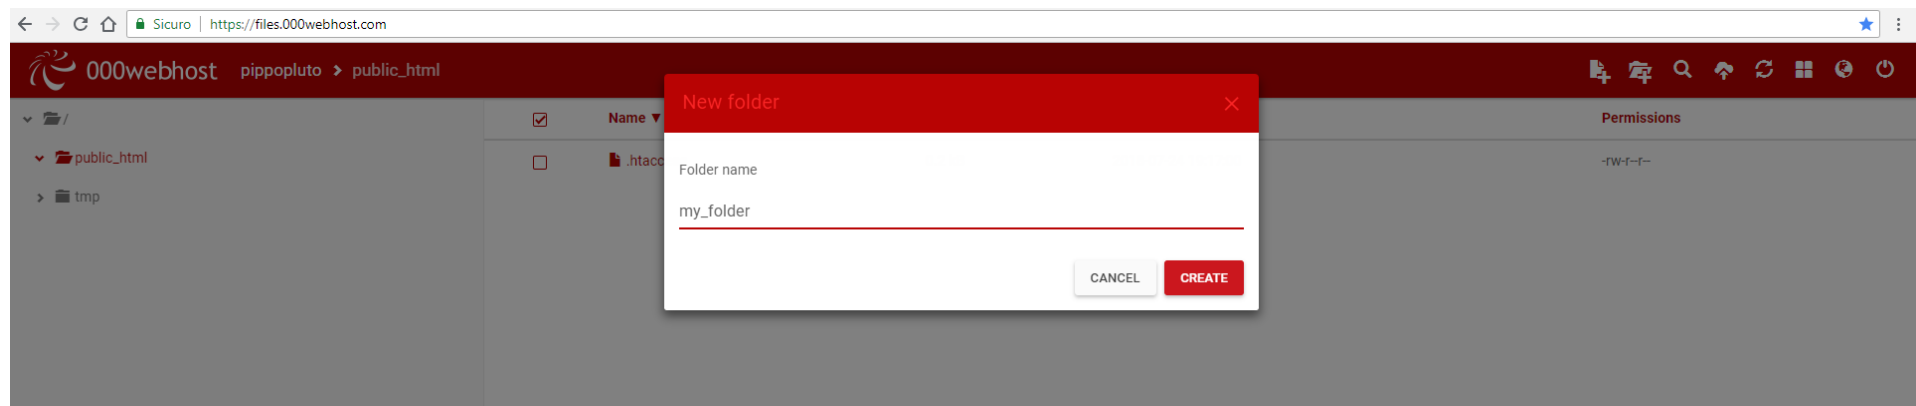 Sicuro https://files.000webhost.com
000webhost pippopluto > public_html
New folder
/
Name ▼ Permissions
public_html
.htacc -rw-r--r--
Folder name
tmp
my_folder
CANCEL CREATE